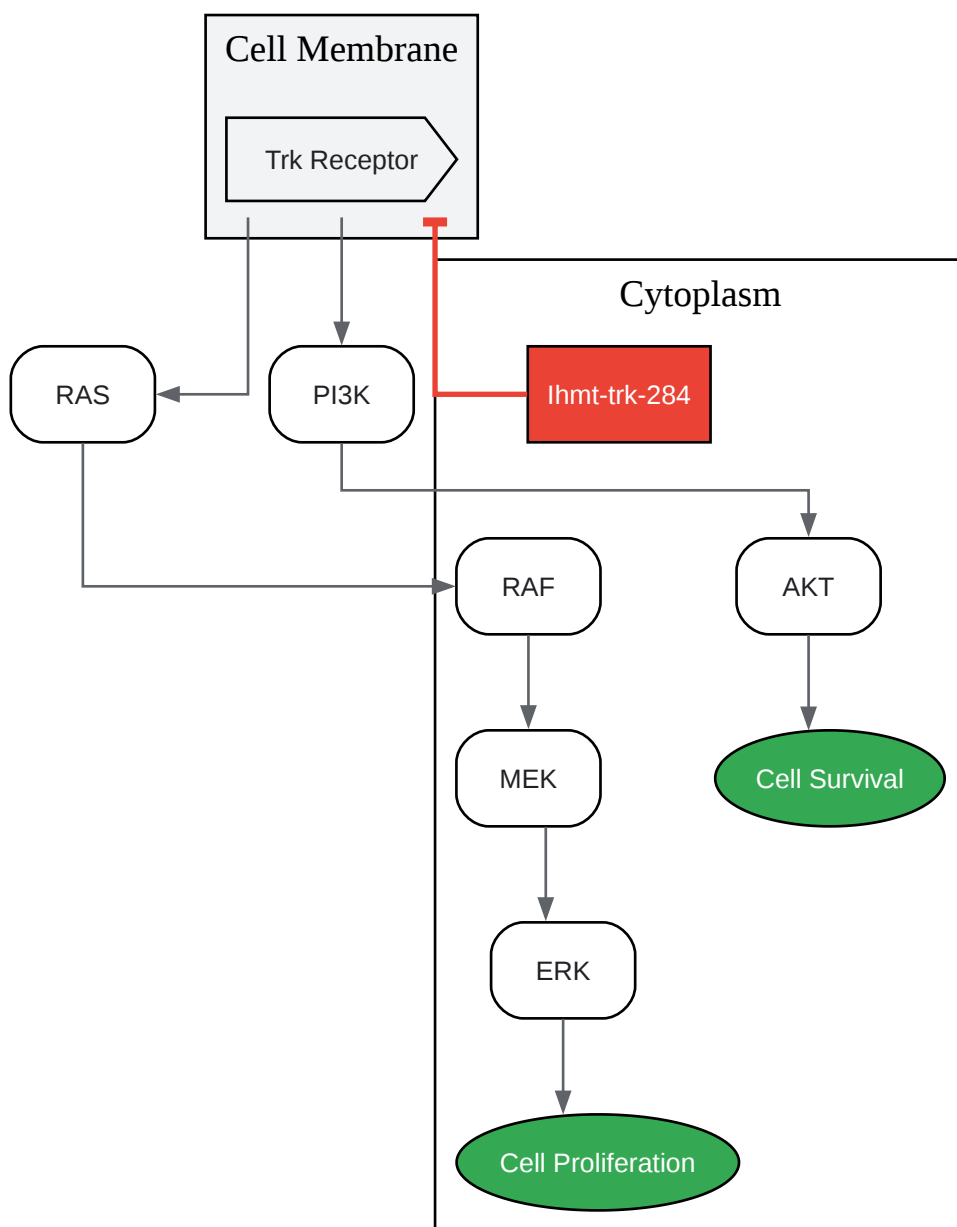 Cell Membrane
Trk Receptor
Cytoplasm
RAS
PI3K
Ihmt-trk-284
RAF
AKT
MEK
Cell Survival
ERK
Cell Proliferation